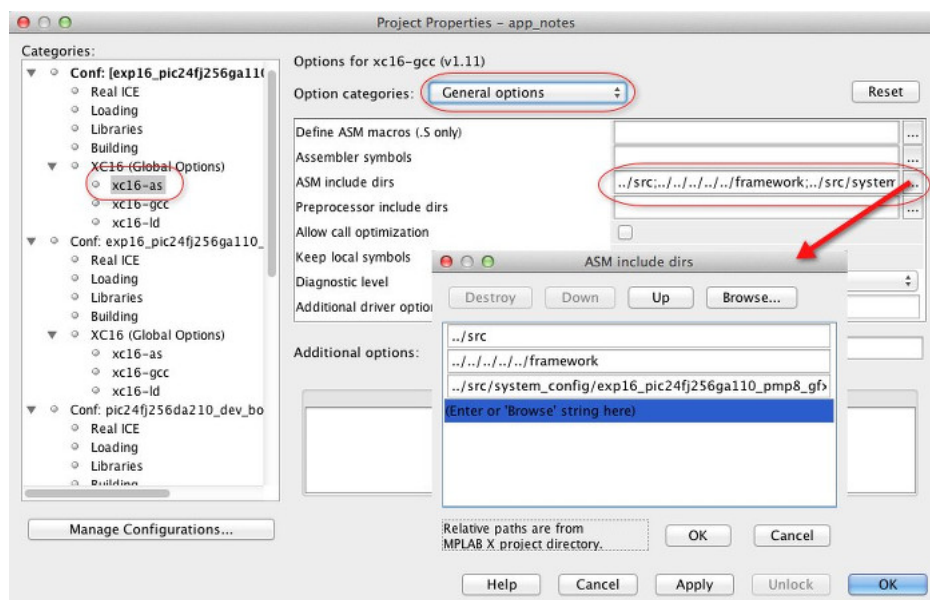 Project Properties – app_notes
Categories:
Conf: [exp16_pic24fj256ga11(
Real ICE
Loading
Libraries
Building
XC16 (Global Options)
xc16-as
xc16-gcc
xc16-ld
Conf: exp16_pic24fj256ga110_
Real ICE
Loading
Libraries
Building
XC16 (Global Options)
xc16-as
xc16-gcc
xc16-ld
Conf: pic24fj256da210_dev_bo
Real ICE
Loading
Libraries
Building
Manage Configurations...
Options for xc16-gcc (v1.11)
Option categories: General options
Reset
Define ASM macros (.S only) ...
Assembler symbols ...
ASM include dirs ../src;../../../../../framework;../src/system ...
Preprocessor include dirs ...
Allow call optimization
Keep local symbols
Diagnostic level
Additional driver optio
Additional options:
ASM include dirs
Destroy Down Up Browse...
../src
../../../../../framework
../src/system_config/exp16_pic24fj256ga110_pmp8_gfx
(Enter or 'Browse' string here)
Relative paths are from
MPLAB X project directory.
OK Cancel
Help Cancel Apply Unlock OK